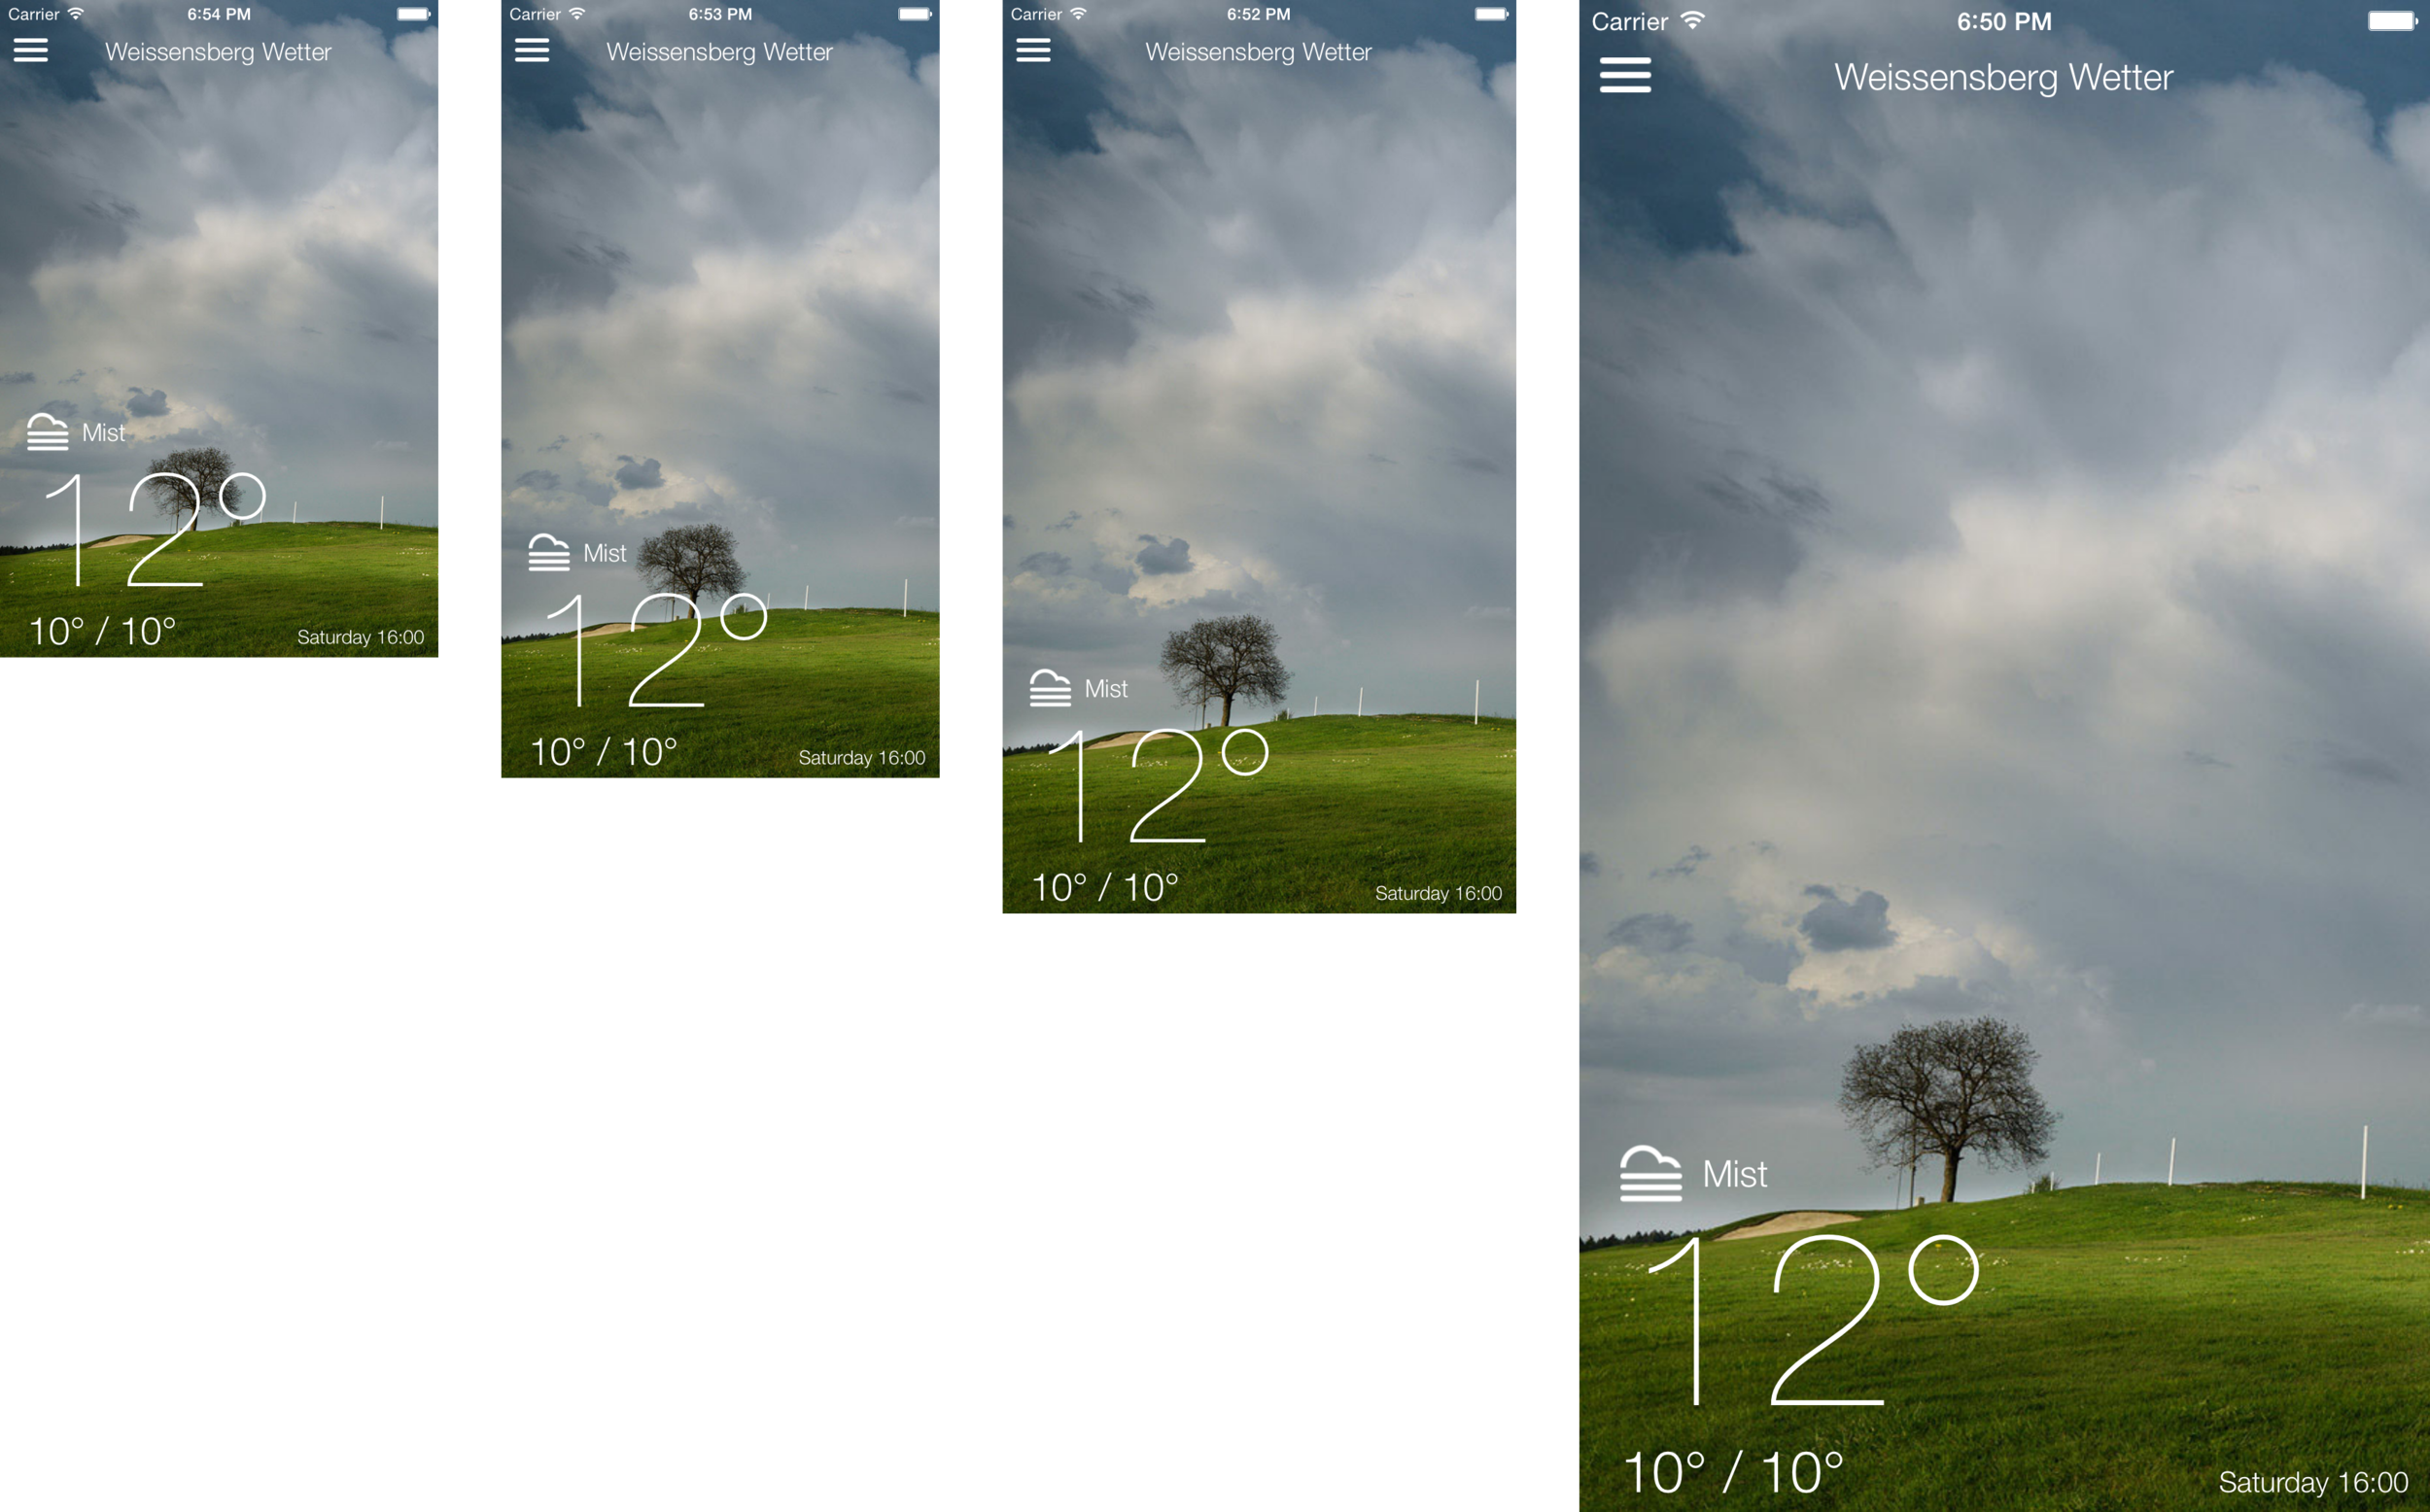 Carrier 6:54 PM
Weissensberg Wetter
Mist
12°
10° / 10°
Saturday 16:00
Carrier 6:53 PM
Weissensberg Wetter
Mist
12°
10° / 10°
Saturday 16:00
Carrier 6:52 PM
Weissensberg Wetter
Mist
12°
10° / 10°
Saturday 16:00
Carrier 6:50 PM
Weissensberg Wetter
Mist
12°
10° / 10°
Saturday 16:00